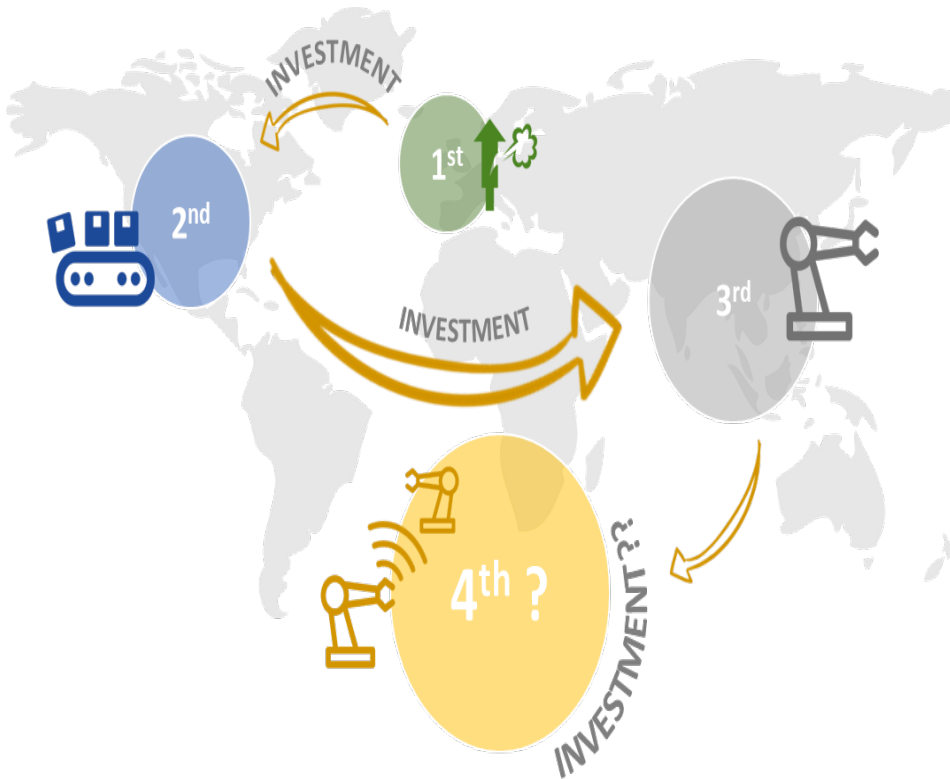 INVESTMENT
1st
2nd
3rd
INVESTMENT
4th ?
INVESTMENT??